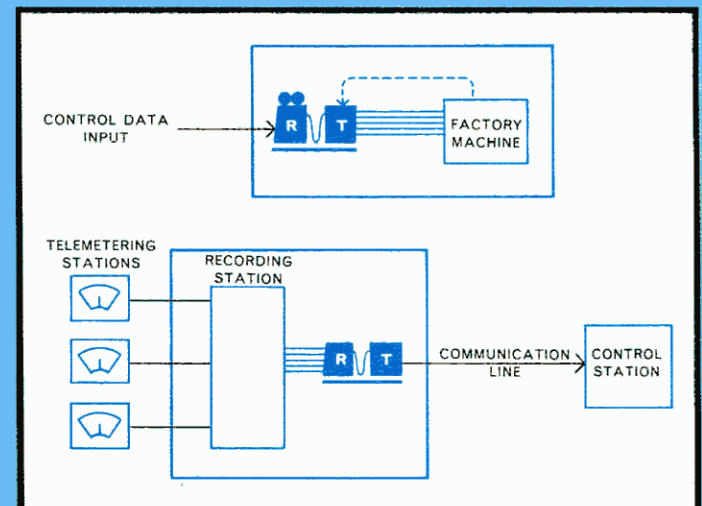 CONTROL DATA
INPUT
R
T
FACTORY
MACHINE
TELEMETERING
STATIONS
RECORDING
STATION
R
T
COMMUNICATION
LINE
CONTROL
STATION